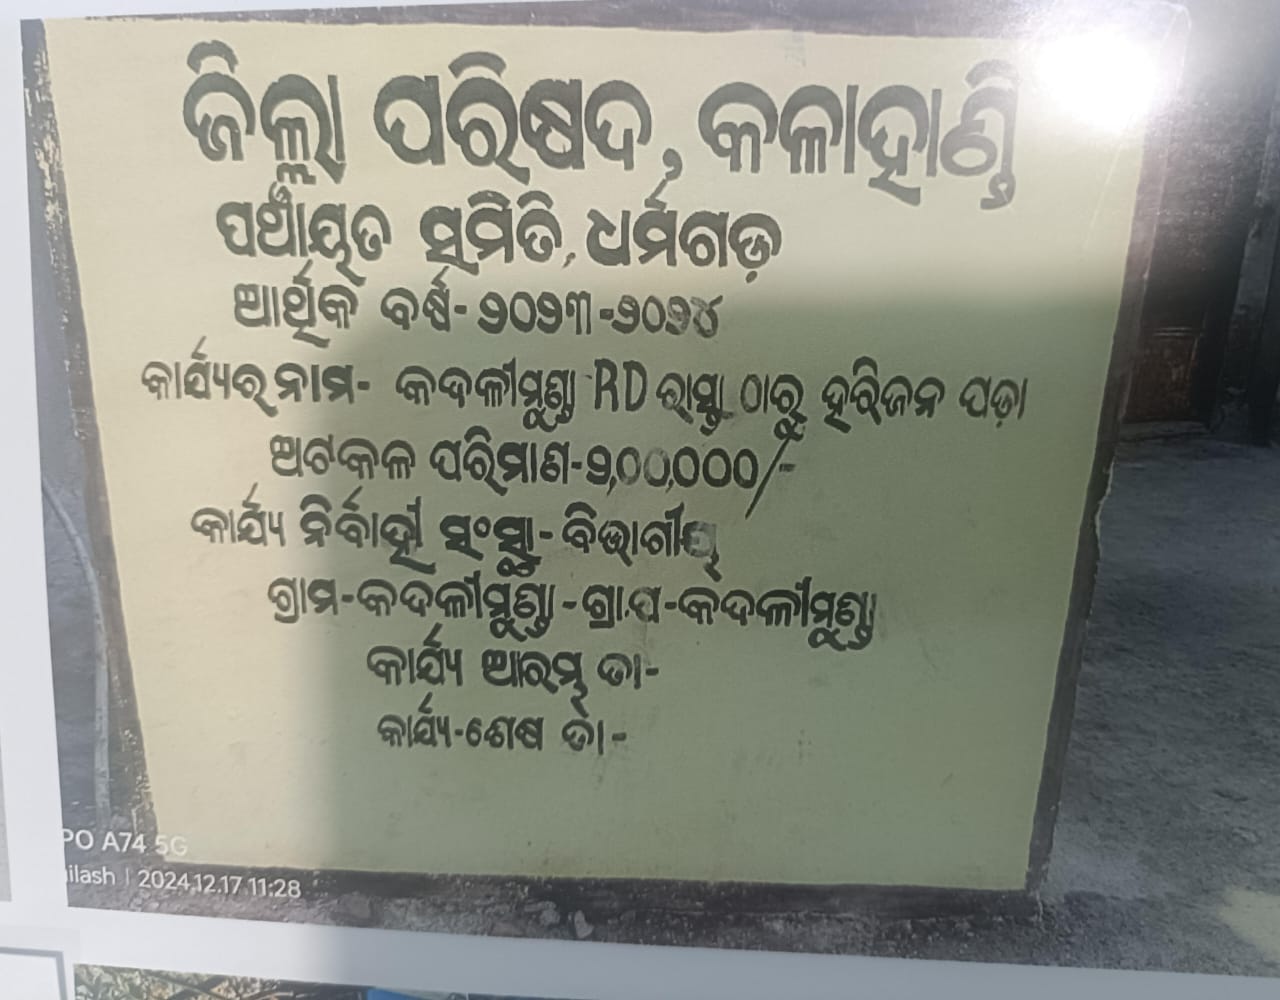 ଜିଲ୍ଲା ପରିଷଦ, କଳାହାଣ୍ଡି
ପଞ୍ଚାୟତ ସମିତି, ଧର୍ମଗଡ଼
ଆର୍ଥିକ ବର୍ଷ-୨୦୨୩-୨୦୨୪
କାର୍ଯ୍ୟର ନାମ- କଦଳୀମୁଣ୍ଡା RD ରାସ୍ତା ଠାରୁ ହରିଜନ ପଡ଼ା
ଅଟକଳ ପରିମାଣ-୨,୦୦,୦୦୦/-
କାର୍ଯ୍ୟ ନିର୍ବାହୀ ସଂସ୍ଥା-ବିଭାଗୀୟ
ଗ୍ରାମ-କଦଳୀମୁଣ୍ଡା-ଗ୍ରା.ପ-କଦଳୀମୁଣ୍ଡା
କାର୍ଯ୍ୟ ଆରମ୍ଭ ତା-
କାର୍ଯ୍ୟ-ଶେଷ ତା-
PO A74 5G
ilash | 2024.12.17 11:28